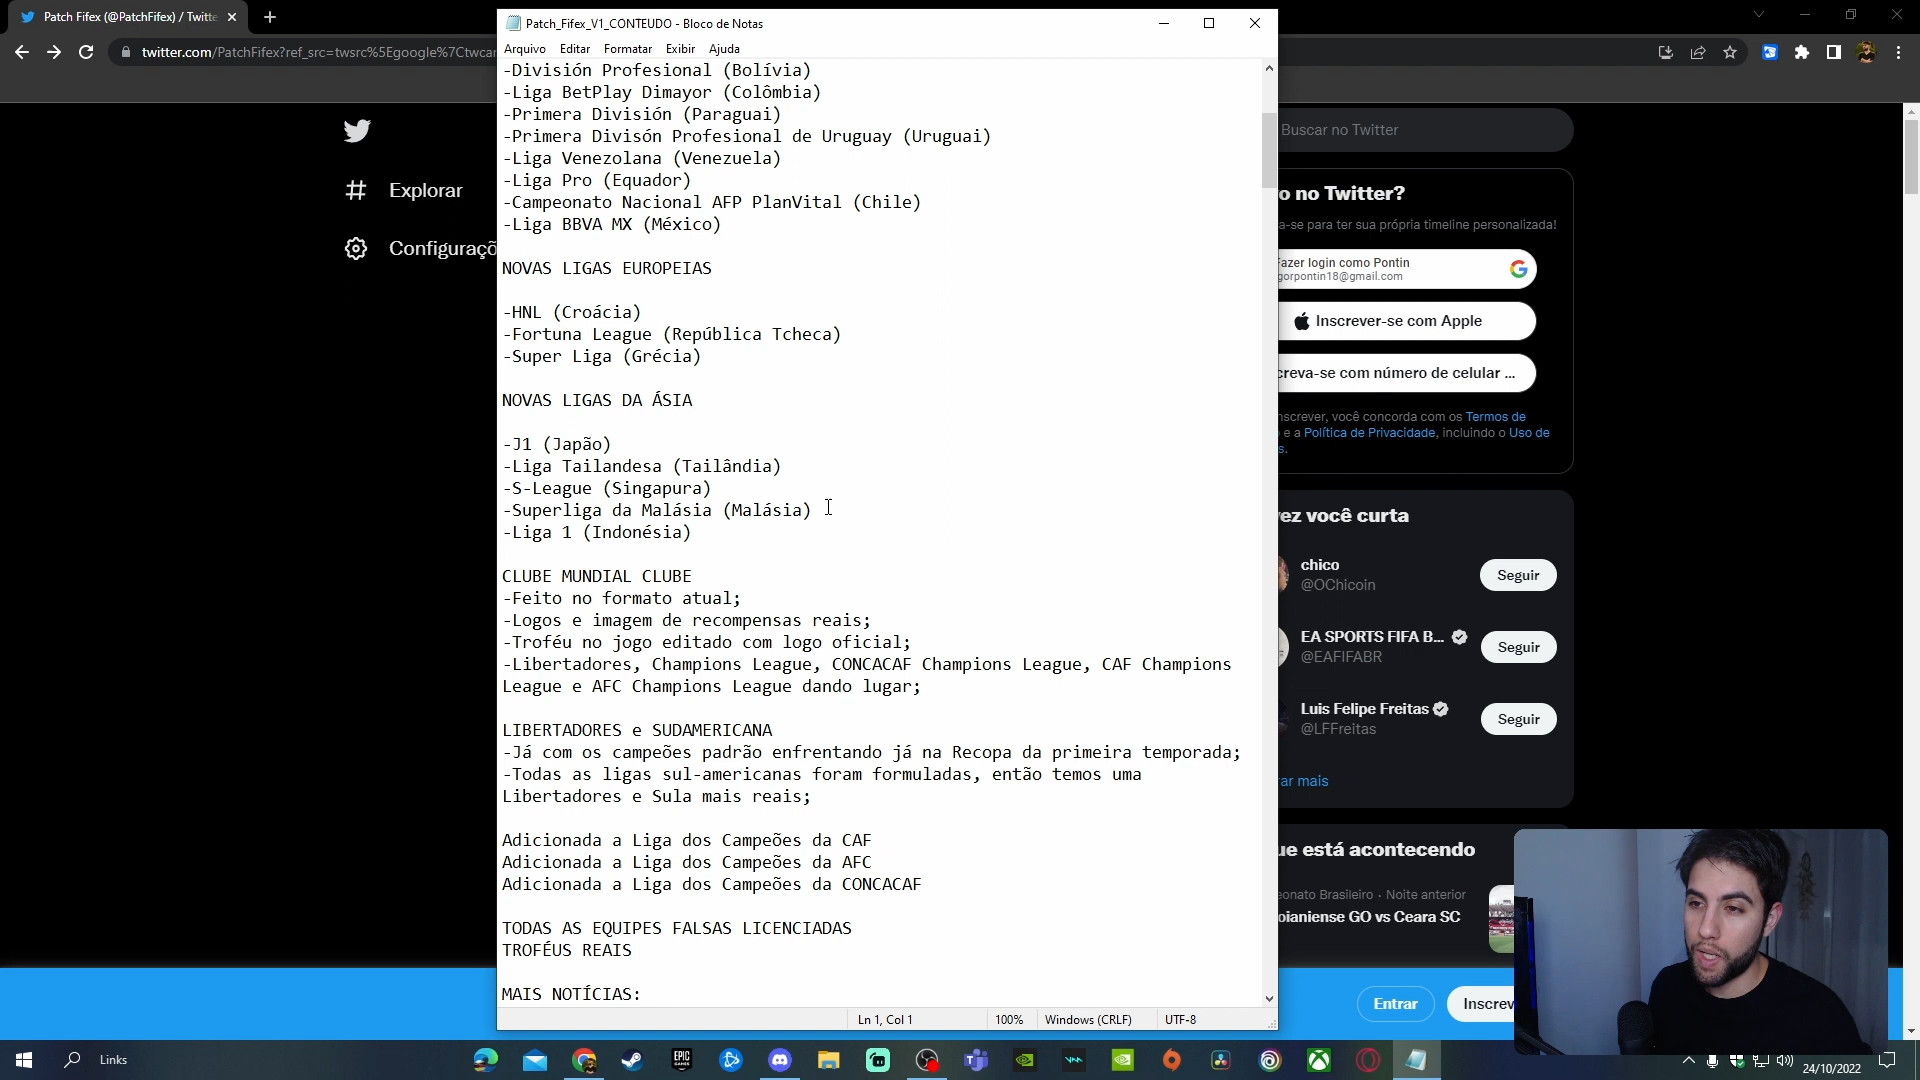 Patch Fifex (@PatchFifex) / Twitte
twitter.com/PatchFifex?ref_src=twsrc%5Egoogle%7Ctwcar
Explorar
Configuraçõ
Patch_Fifex_V1_CONTEUDO - Bloco de Notas
Arquivo Editar Formatar Exibir Ajuda
-División Profesional (Bolívia)
-Liga BetPlay Dimayor (Colômbia)
-Primera División (Paraguai)
-Primera Divisón Profesional de Uruguay (Uruguai)
-Liga Venezolana (Venezuela)
-Liga Pro (Equador)
-Campeonato Nacional AFP PlanVital (Chile)
-Liga BBVA MX (México)
NOVAS LIGAS EUROPEIAS
-HNL (Croácia)
-Fortuna League (República Tcheca)
-Super Liga (Grécia)
NOVAS LIGAS DA ÁSIA
-J1 (Japão)
-Liga Tailandesa (Tailândia)
-S-League (Singapura)
-Superliga da Malásia (Malásia)
-Liga 1 (Indonésia)
CLUBE MUNDIAL CLUBE
-Feito no formato atual;
-Logos e imagem de recompensas reais;
-Troféu no jogo editado com logo oficial;
-Libertadores, Champions League, CONCACAF Champions League, CAF Champions
League e AFC Champions League dando lugar;
LIBERTADORES e SUDAMERICANA
-Já com os campeões padrão enfrentando já na Recopa da primeira temporada;
-Todas as ligas sul-americanas foram formuladas, então temos uma
Libertadores e Sula mais reais;
Adicionada a Liga dos Campeões da CAF
Adicionada a Liga dos Campeões da AFC
Adicionada a Liga dos Campeões da CONCACAF
TODAS AS EQUIPES FALSAS LICENCIADAS
TROFÉUS REAIS
MAIS NOTÍCIAS:
Ln 1, Col 1 100% Windows (CRLF) UTF-8
Buscar no Twitter
o no Twitter?
a-se para ter sua própria timeline personalizada!
Fazer login como Pontin
gorpontin18@gmail.com
Inscrever-se com Apple
creva-se com número de celular ...
nscrever, você concorda com os Termos de
e a Política de Privacidade, incluindo o Uso de
s.
ez você curta
chico
@OChicoin
Seguir
EA SPORTS FIFA B...
@EAFIFABR
Seguir
Luis Felipe Freitas
@LFFreitas
Seguir
rar mais
ue está acontecendo
eonato Brasileiro · Noite anterior
oianiense GO vs Ceara SC
Entrar
Inscrev
Links
EPIC GAMES
24/10/2022